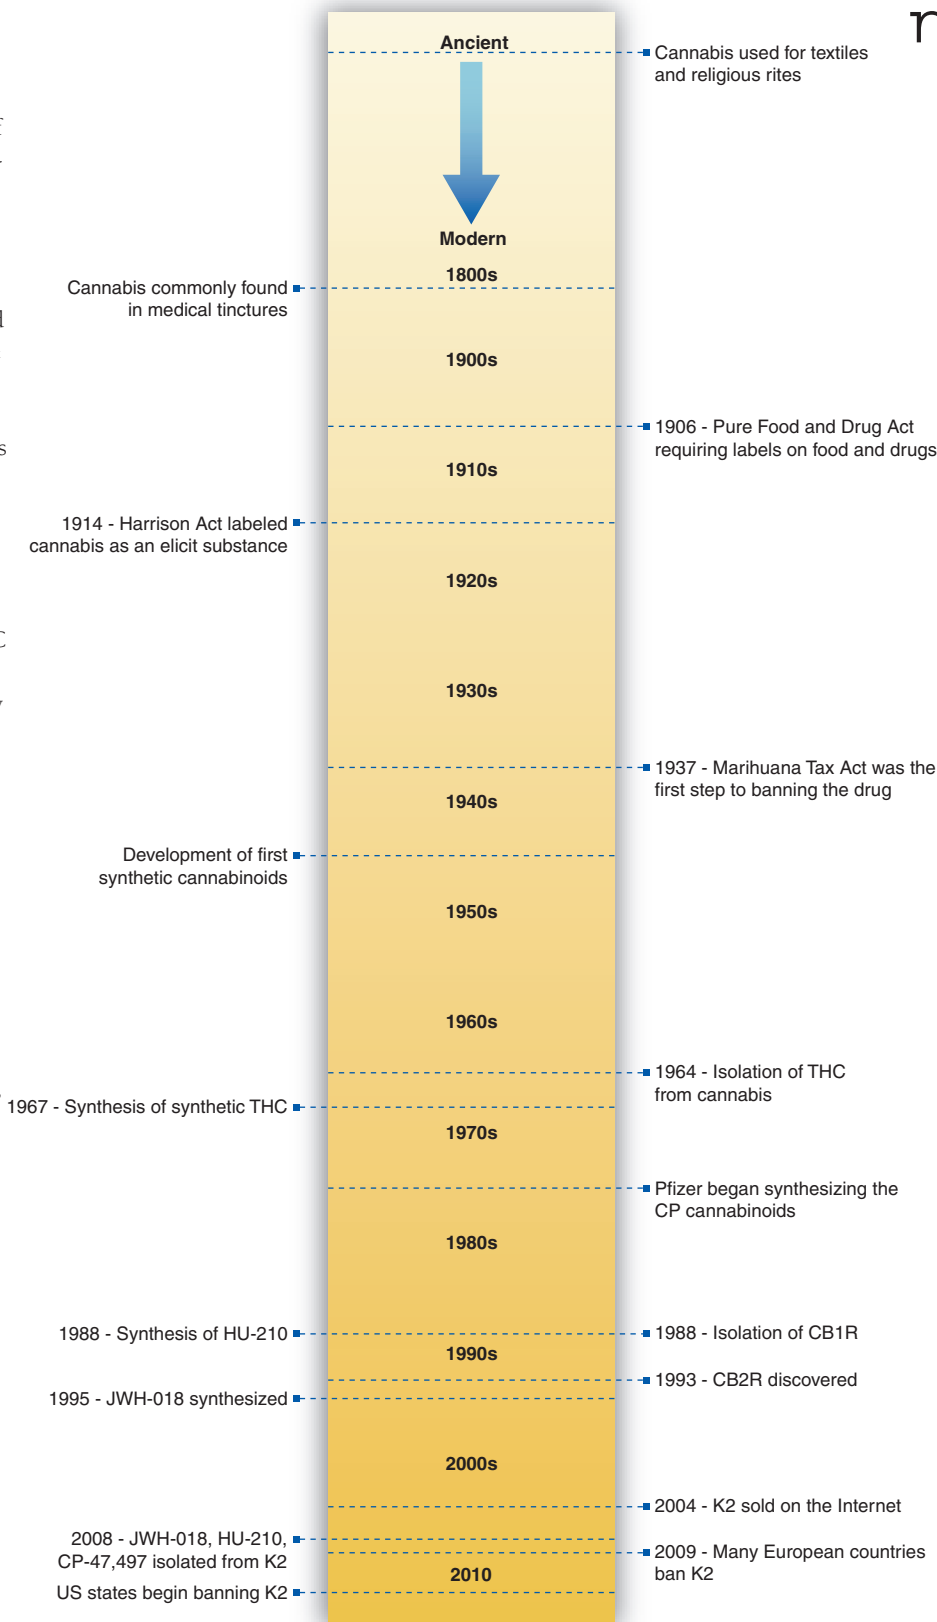 Ancient
Cannabis used for textiles
and religious rites
Modern
1800s
Cannabis commonly found
in medical tinctures
1900s
1906 - Pure Food and Drug Act
requiring labels on food and drugs
1910s
1914 - Harrison Act labeled
cannabis as an elicit substance
1920s
1930s
1937 - Marihuana Tax Act was the
first step to banning the drug
1940s
Development of first
synthetic cannabinoids
1950s
1960s
1964 - Isolation of THC
from cannabis
1967 - Synthesis of synthetic THC
1970s
Pfizer began synthesizing the
CP cannabinoids
1980s
1988 - Synthesis of HU-210
1988 - Isolation of CB1R
1990s
1993 - CB2R discovered
1995 - JWH-018 synthesized
2000s
2004 - K2 sold on the Internet
2008 - JWH-018, HU-210,
CP-47,497 isolated from K2
2009 - Many European countries
ban K2
2010
US states begin banning K2